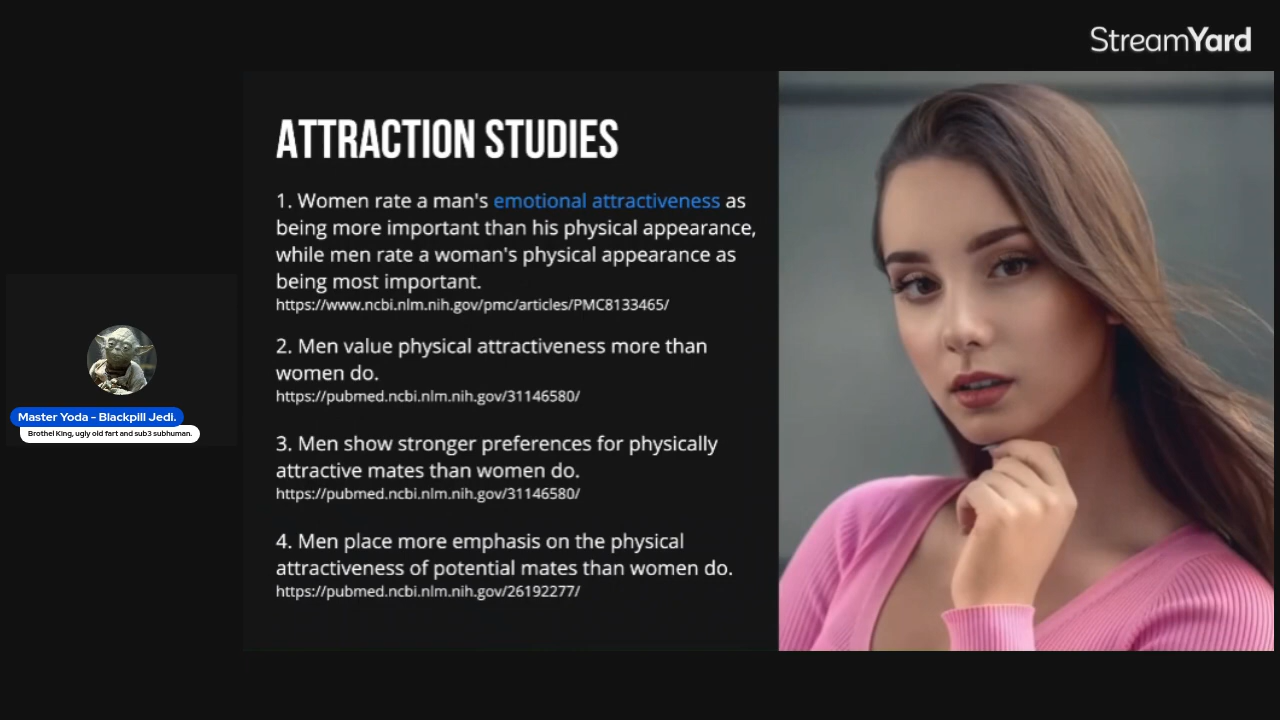 StreamYard
ATTRACTION STUDIES
1. Women rate a man's emotional attractiveness as
being more important than his physical appearance,
while men rate a woman's physical appearance as
being most important.
https://www.ncbi.nlm.nih.gov/pmc/articles/PMC8133465/
2. Men value physical attractiveness more than
women do.
https://pubmed.ncbi.nlm.nih.gov/31146580/
3. Men show stronger preferences for physically
attractive mates than women do.
https://pubmed.ncbi.nlm.nih.gov/31146580/
4. Men place more emphasis on the physical
attractiveness of potential mates than women do.
https://pubmed.ncbi.nlm.nih.gov/26192277/
Master Yoda - Blackpill Jedi.
Brothel King, ugly old fart and sub3 subhuman.